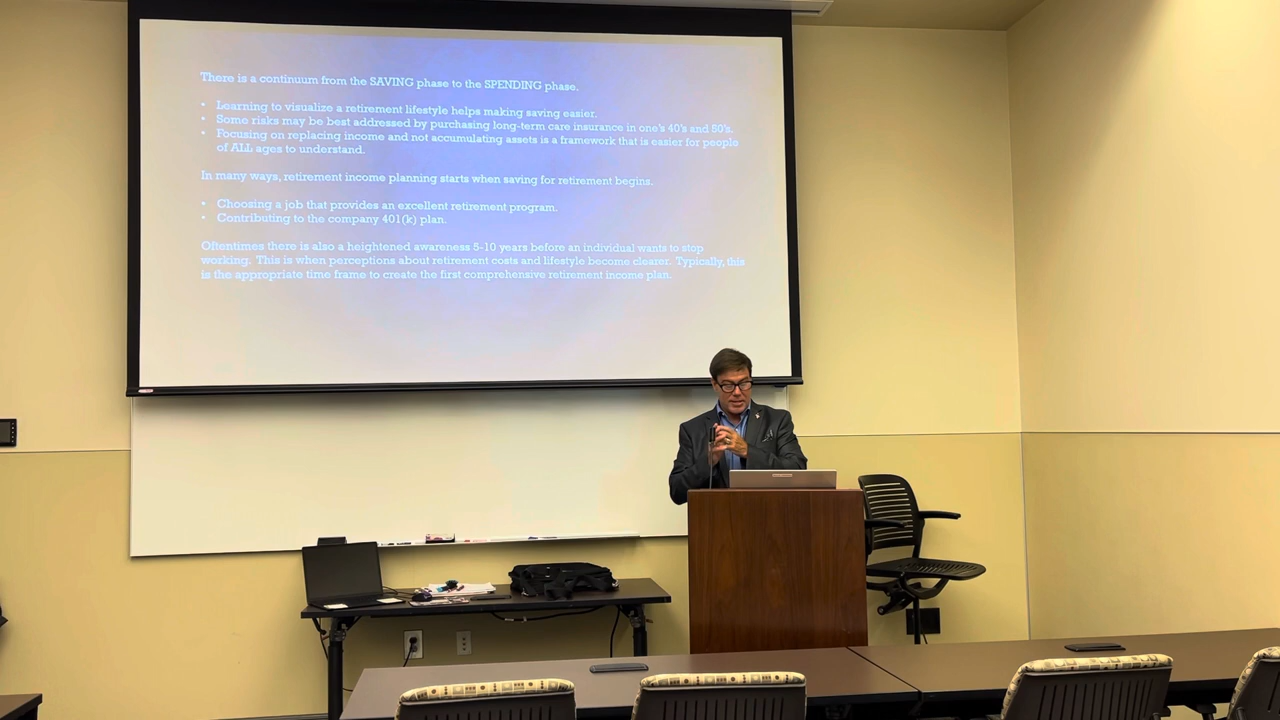 There is a continuum from the SAVING phase to the SPENDING phase.
• Learning to visualize a retirement lifestyle helps making saving easier.
• Some risks may be best addressed by purchasing long-term care insurance in one's 40's and 50's.
• Focusing on replacing income and not accumulating assets is a framework that is easier for people
of ALL ages to understand.
In many ways, retirement income planning starts when saving for retirement begins.
• Choosing a job that provides an excellent retirement program.
• Contributing to the company 401(k) plan.
Oftentimes there is also a heightened awareness 5-10 years before an individual wants to stop
working. This is when perceptions about retirement costs and lifestyle become clearer. Typically, this
is the appropriate time frame to create the first comprehensive retirement income plan.